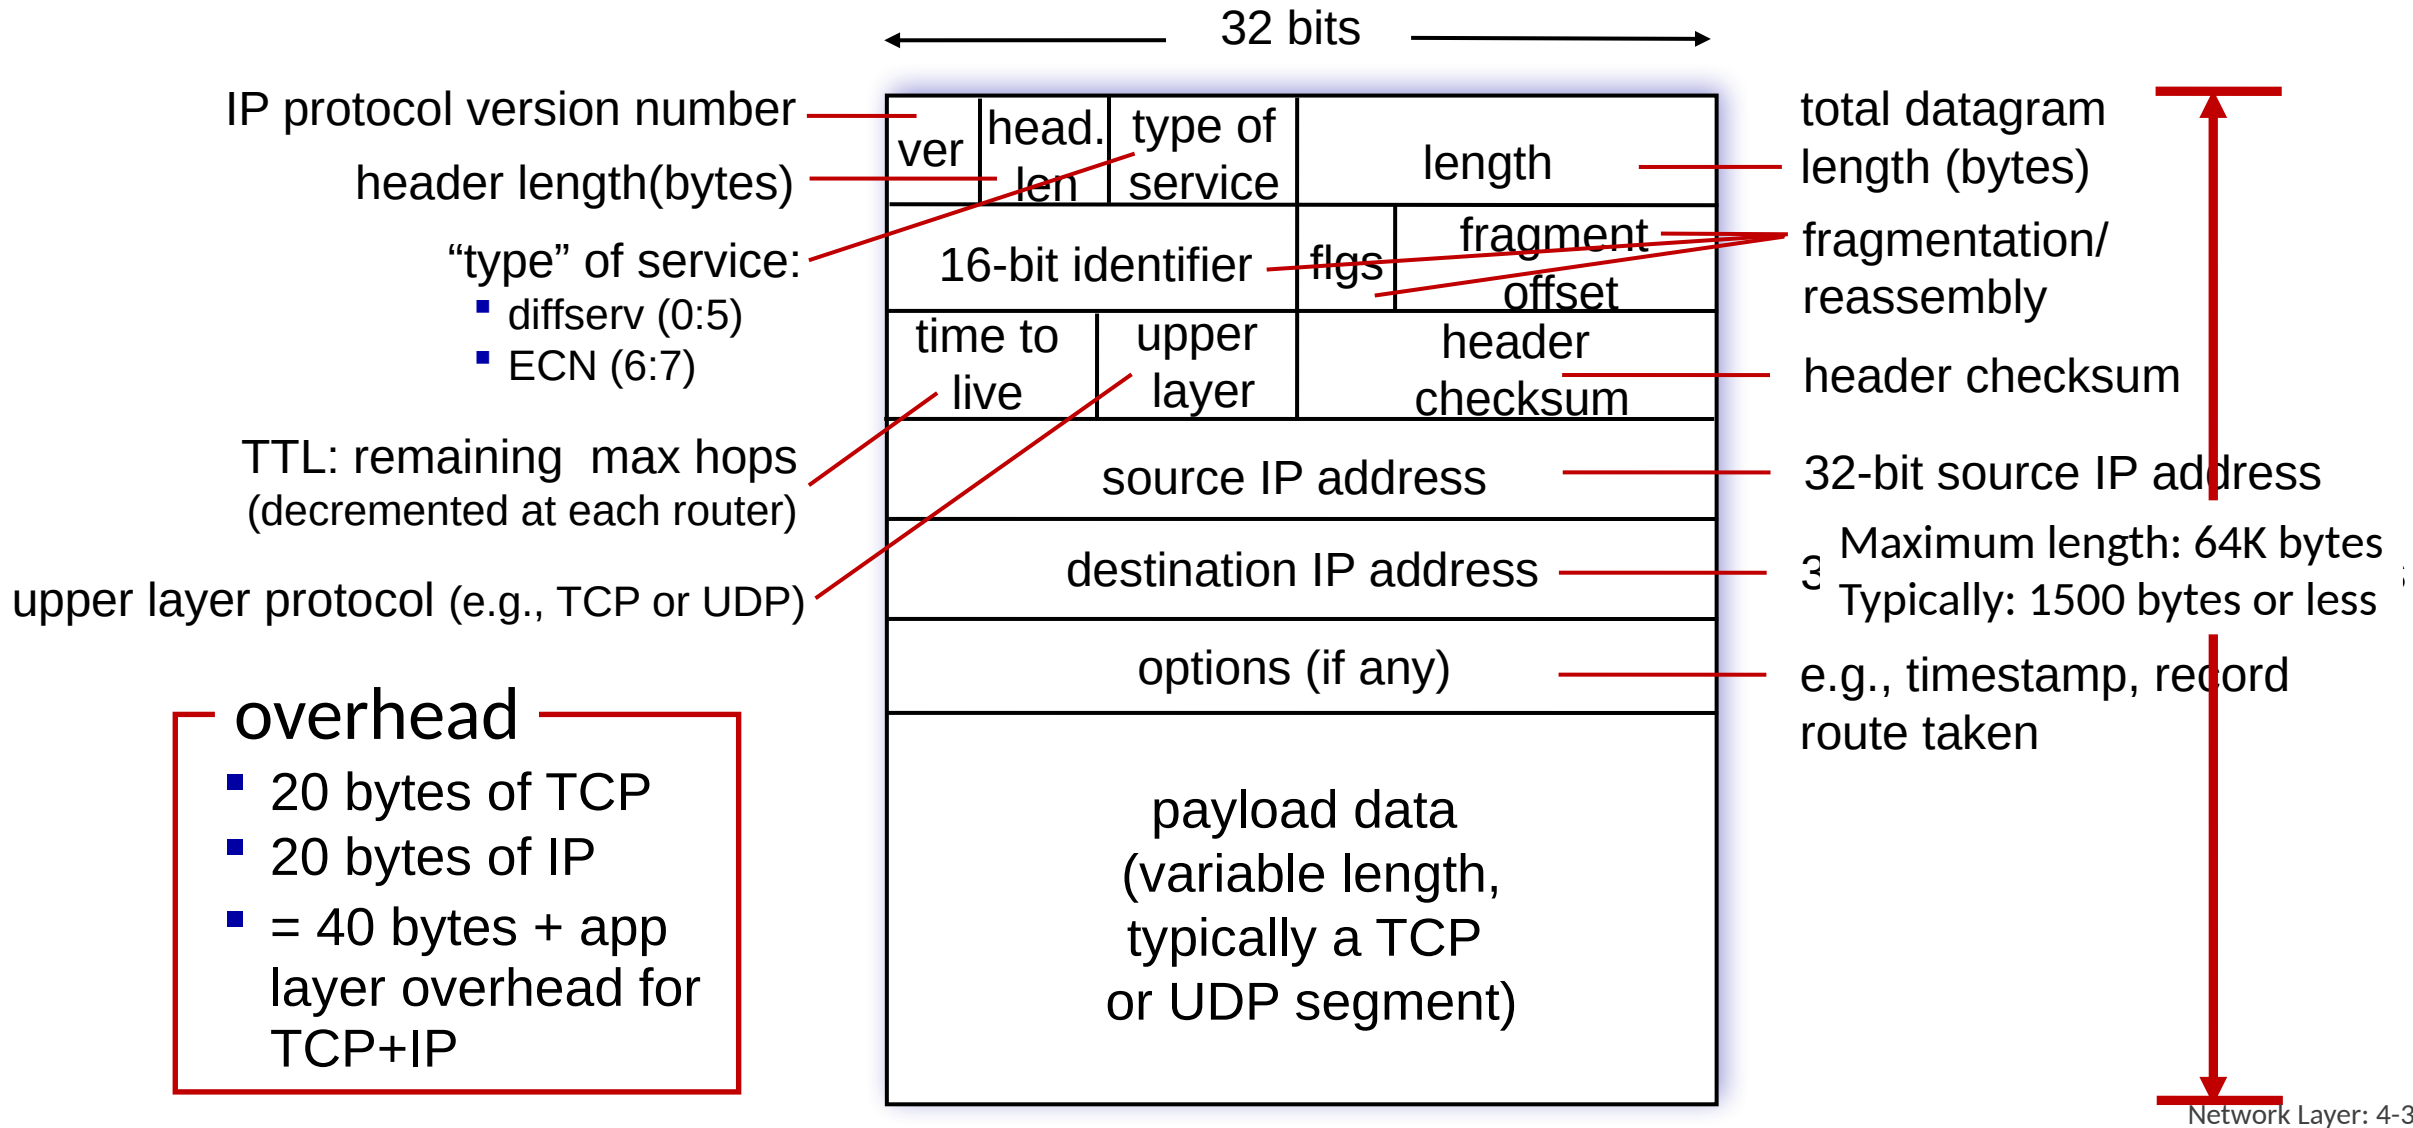 32 bits
IP protocol version number
header length(bytes)
“type” of service:
diffserv (0:5)
ECN (6:7)
TTL: remaining  max hops
(decremented at each router)
upper layer protocol (e.g., TCP or UDP)
overhead
20 bytes of TCP
20 bytes of IP
= 40 bytes + app
layer overhead for
TCP+IP
ver
head.
len
type of
service
length
16-bit identifier
flgs
fragment
offset
time to
live
upper
layer
header
checksum
source IP address
destination IP address
options (if any)
payload data
(variable length,
typically a TCP
or UDP segment)
total datagram
length (bytes)
fragmentation/
reassembly
header checksum
32-bit source IP address
Maximum length: 64K bytes
Typically: 1500 bytes or less
e.g., timestamp, record
route taken
Network Layer: 4-3